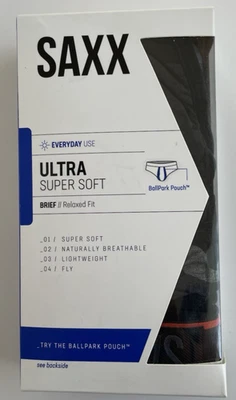 SAXX
EVERYDAY USE
ULTRA
SUPER SOFT
BallPark Pouch™
BRIEF // Relaxed Fit
_01 / SUPER SOFT
_02 / NATURALLY BREATHABLE
_03 / LIGHTWEIGHT
_04 / FLY
_TRY THE BALLPARK POUCH™
see backside